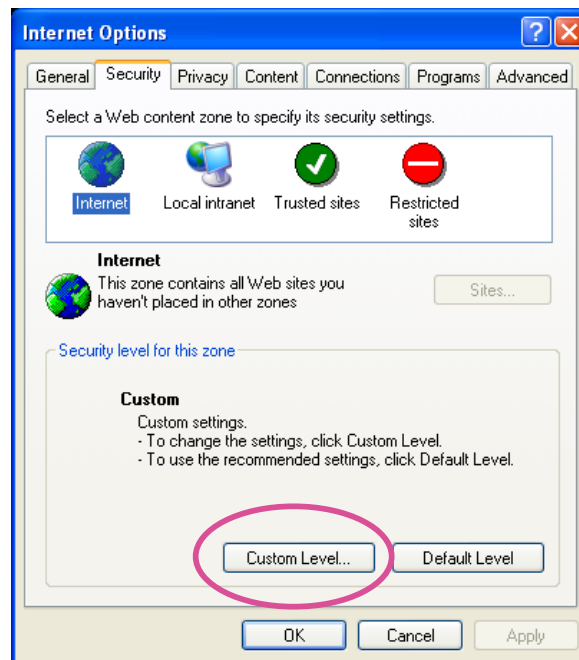 Internet Options
General Security Privacy Content Connections Programs Advanced
Select a Web content zone to specify its security settings.
Internet Local intranet Trusted sites Restricted sites
Internet
This zone contains all Web sites you
haven't placed in other zones
Sites...
Security level for this zone
Custom
Custom settings.
- To change the settings, click Custom Level.
- To use the recommended settings, click Default Level.
Custom Level... Default Level
OK Cancel Apply